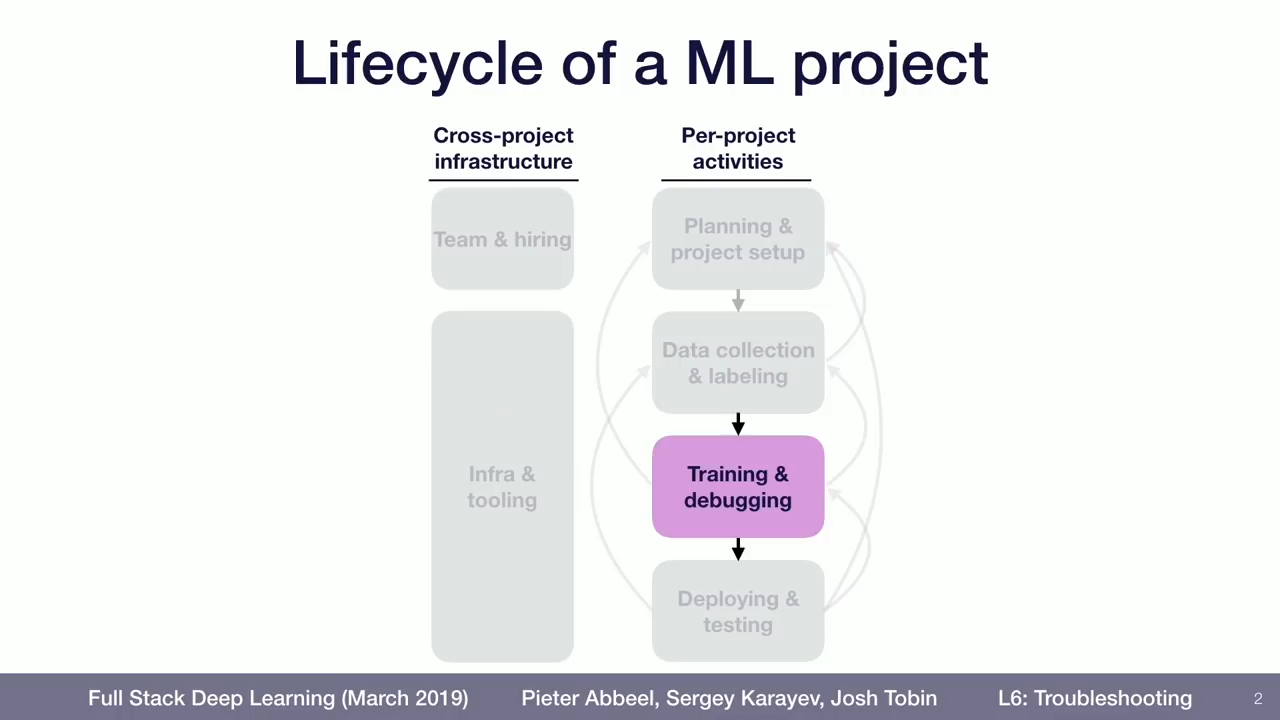 Lifecycle of a ML project
Cross-project
infrastructure
Team & hiring
Infra &
tooling
Per-project
activities
Planning &
project setup
Data collection
& labeling
Training &
debugging
Deploying &
testing
Full Stack Deep Learning (March 2019)
Pieter Abbeel, Sergey Karayev, Josh Tobin
L6: Troubleshooting
2